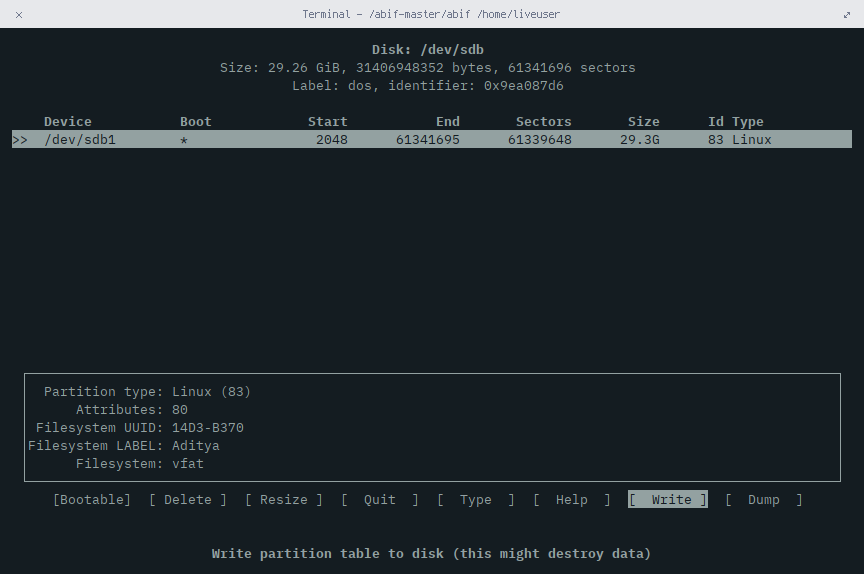 × Terminal - /abif-master/abif /home/liveuser
Disk: /dev/sdb
Size: 29.26 GiB, 31406948352 bytes, 61341696 sectors
Label: dos, identifier: 0x9ea087d6
Device Boot Start End Sectors Size Id Type
>> /dev/sdb1 * 2048 61341695 61339648 29.3G 83 Linux
Partition type: Linux (83)
Attributes: 80
Filesystem UUID: 14D3-B370
Filesystem LABEL: Aditya
Filesystem: vfat
[Bootable] [ Delete ] [ Resize ] [ Quit ] [ Type ] [ Help ] [ Write ] [ Dump ]
Write partition table to disk (this might destroy data)